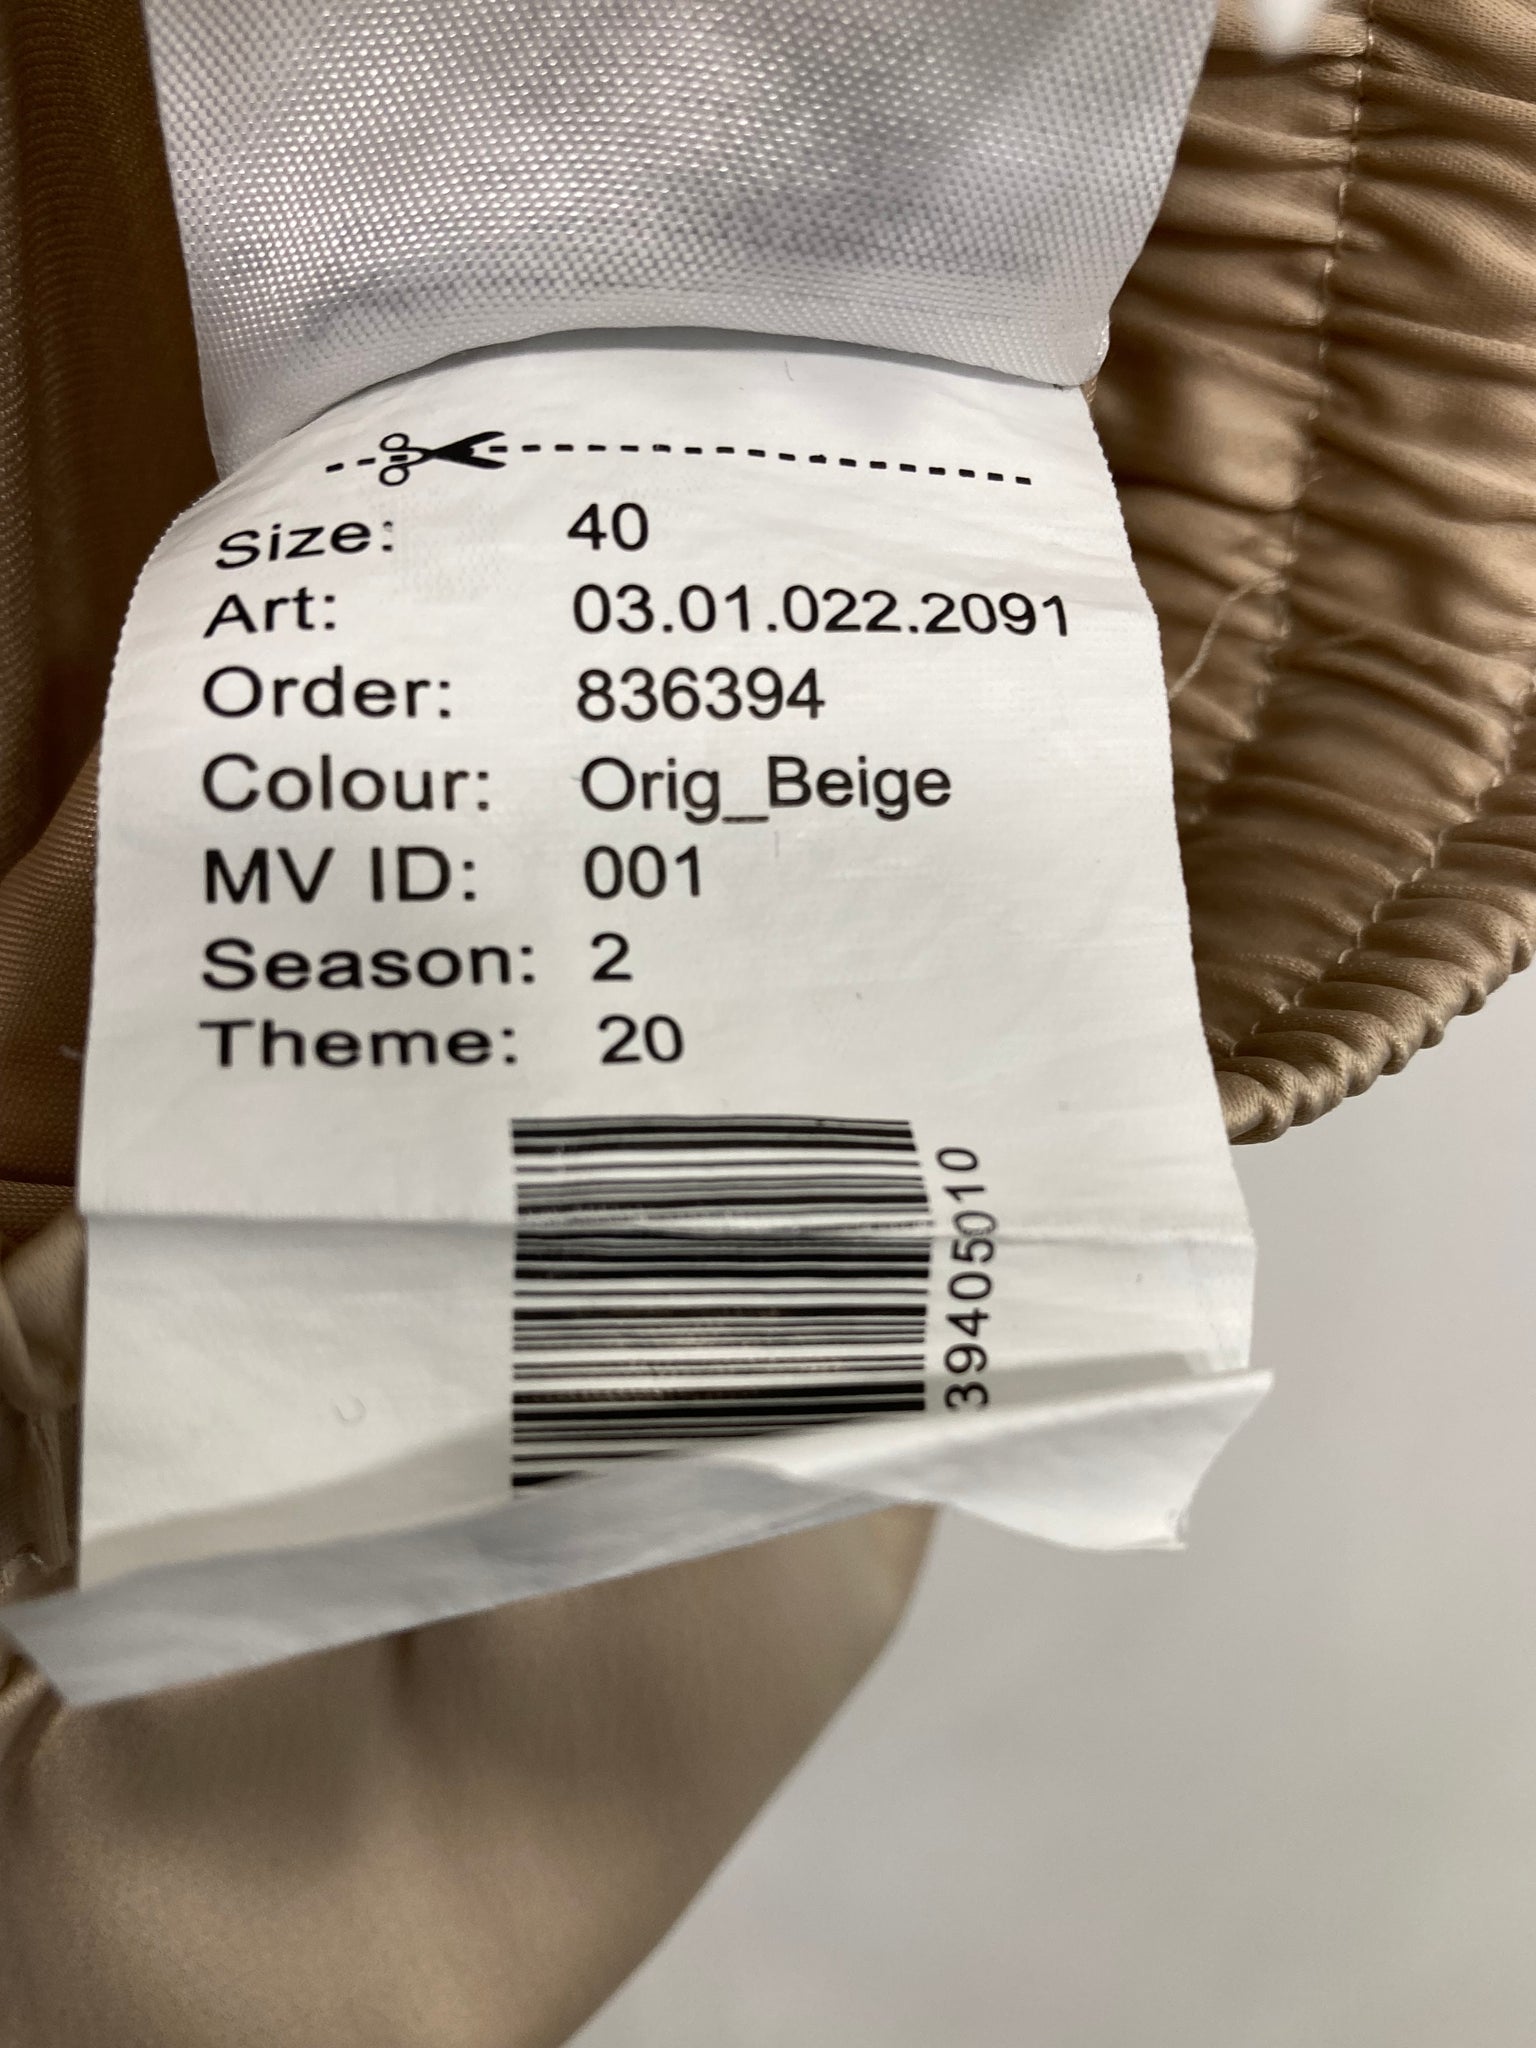 Size: 40
Art: 03.01.022.2091
Order: 836394
Colour: Orig_Beige
MV ID: 001
Season: 2
Theme: 20
39405010